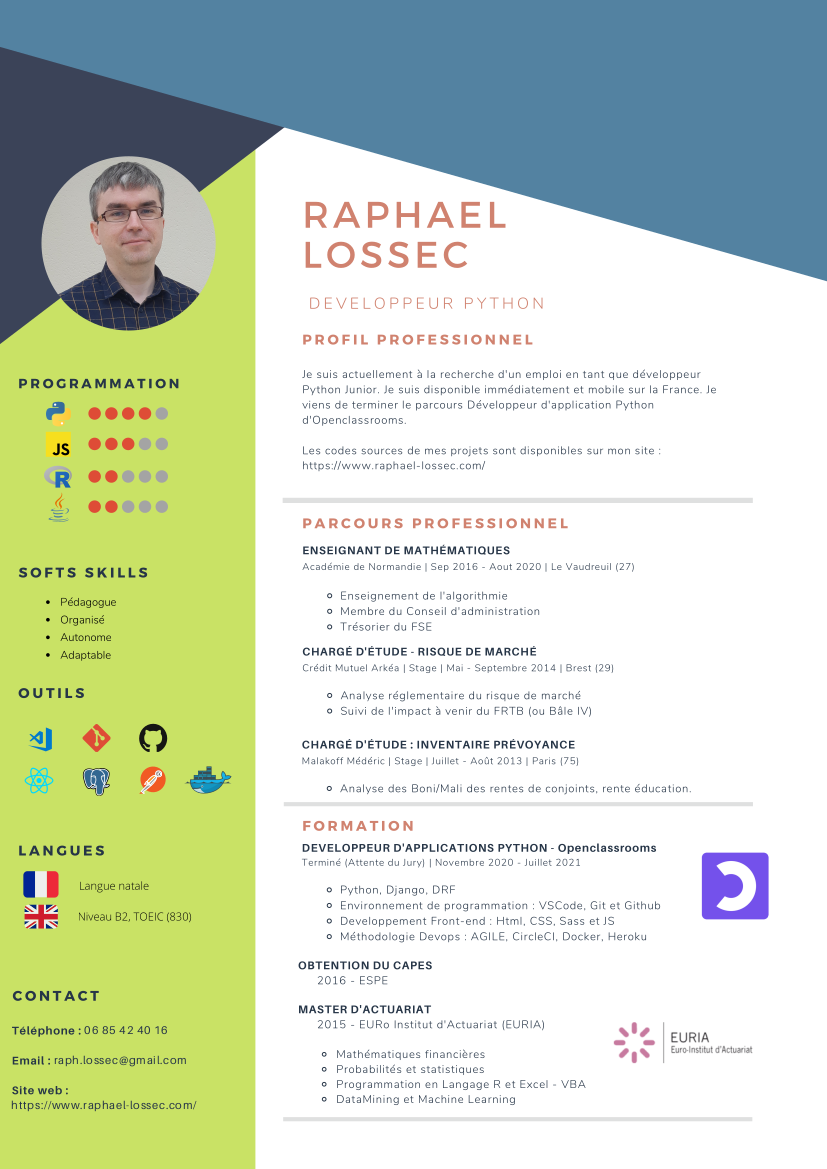 RAPHAEL
LOSSEC
DEVELOPPEUR PYTHON
PROFIL PROFESSIONNEL
Je suis actuellement à la recherche d'un emploi en tant que développeur
Python Junior. Je suis disponible immédiatement et mobile sur la France. Je
viens de terminer le parcours Développeur d'application Python
d'Openclassrooms.
Les codes sources de mes projets sont disponibles sur mon site :
https://www.raphael-lossec.com/
PARCOURS PROFESSIONNEL
ENSEIGNANT DE MATHÉMATIQUES
Académie de Normandie | Sep 2016 - Aout 2020 | Le Vaudreuil (27)
Enseignement de l'algorithmie
Membre du Conseil d'administration
Trésorier du FSE
CHARGÉ D'ÉTUDE - RISQUE DE MARCHÉ
Crédit Mutuel Arkéa | Stage | Mai - Septembre 2014 | Brest (29)
Analyse réglementaire du risque de marché
Suivi de l'impact à venir du FRTB (ou Bâle IV)
CHARGÉ D'ÉTUDE : INVENTAIRE PRÉVOYANCE
Malakoff Médéric | Stage | Juillet - Août 2013 | Paris (75)
Analyse des Boni/Mali des rentes de conjoints, rente éducation.
FORMATION
DEVELOPPEUR D'APPLICATIONS PYTHON - Openclassrooms
Terminé (Attente du Jury) | Novembre 2020 - Juillet 2021
Python, Django, DRF
Environnement de programmation : VSCode, Git et Github
Developpement Front-end : Html, CSS, Sass et JS
Méthodologie Devops : AGILE, CircleCI, Docker, Heroku
OBTENTION DU CAPES
2016 - ESPE
MASTER D'ACTUARIAT
2015 - EURo Institut d'Actuariat (EURIA)
Mathématiques financières
Probabilités et statistiques
Programmation en Langage R et Excel - VBA
DataMining et Machine Learning
EURIA
Euro-Institut d'Actuariat
PROGRAMMATION
JS
R
SOFTS SKILLS
Pédagogue
Organisé
Autonome
Adaptable
OUTILS
LANGUES
Langue natale
Niveau B2, TOEIC (830)
CONTACT
Téléphone : 06 85 42 40 16
Email : raph.lossec@gmail.com
Site web :
https://www.raphael-lossec.com/